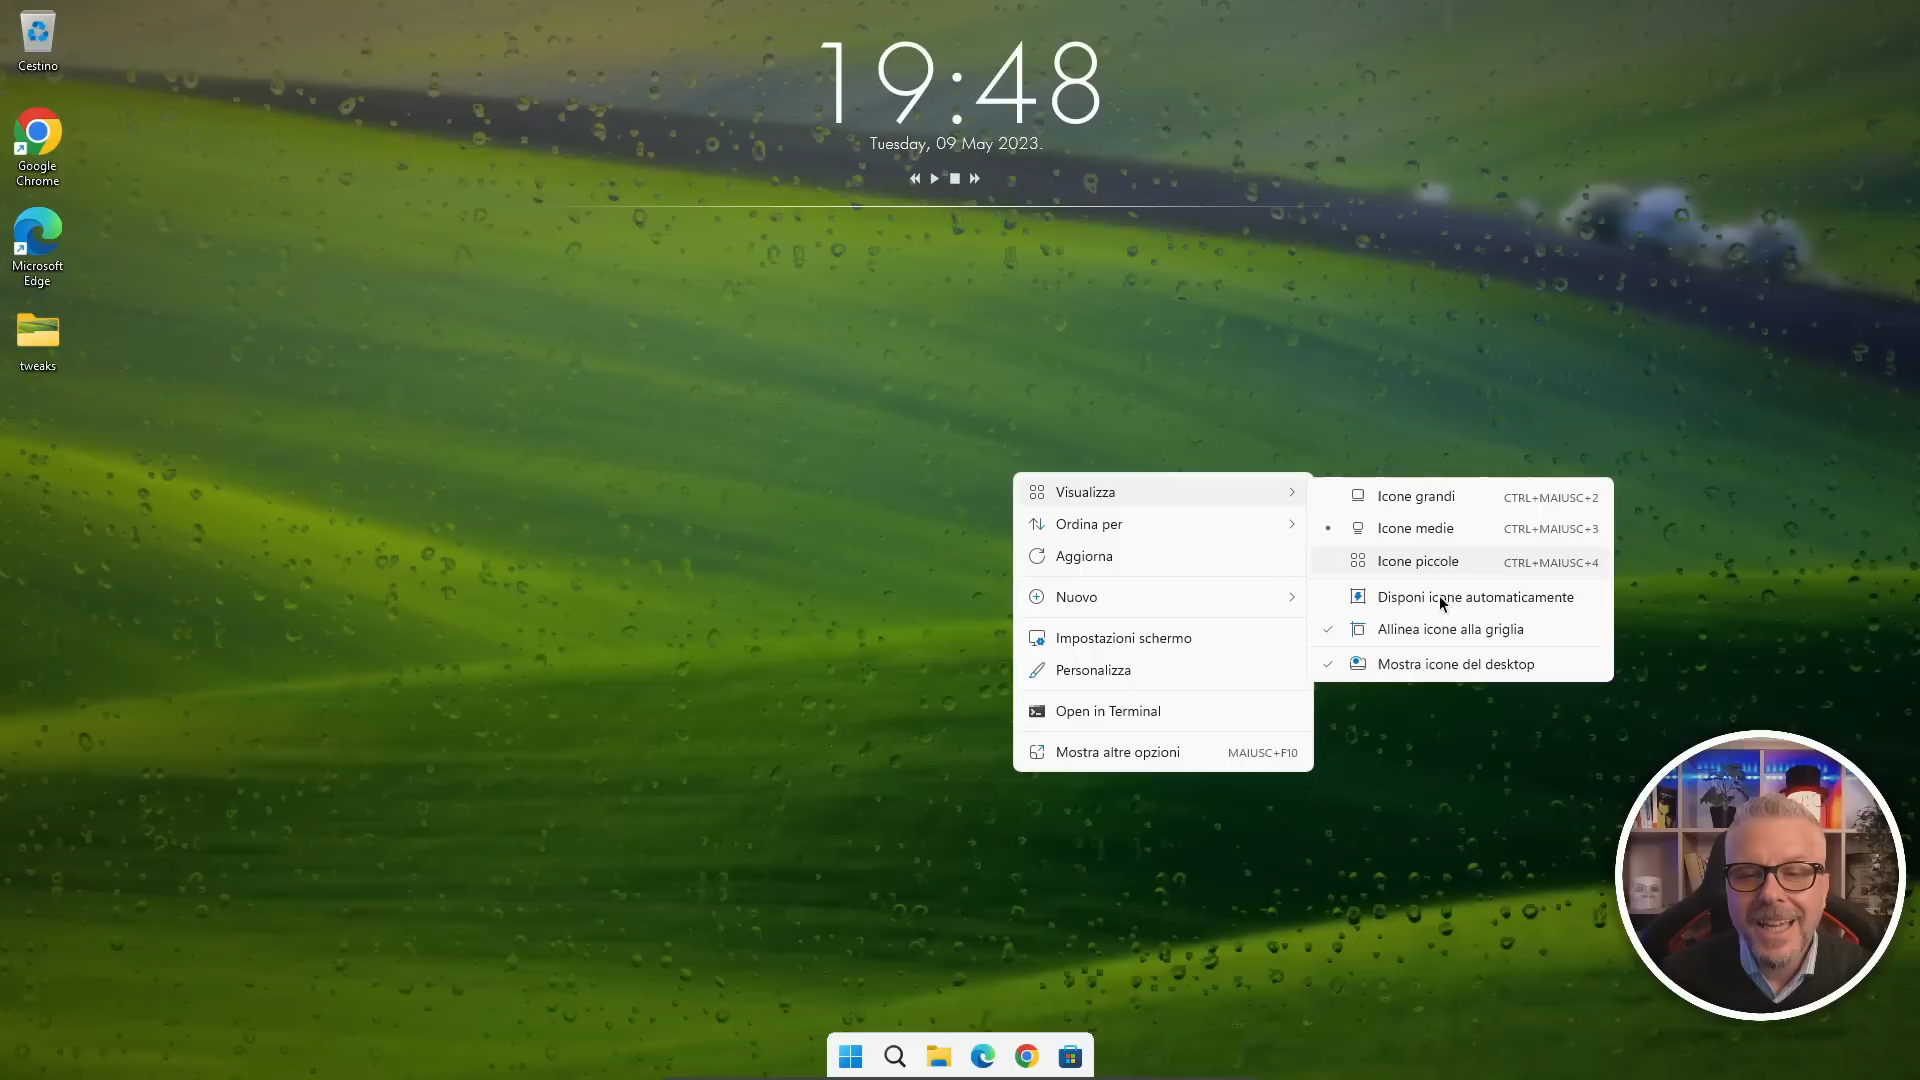 Cestino
Google
Chrome
Microsoft
Edge
tweaks
19:48
Tuesday, 09 May 2023.
Visualizza
Ordina per
Aggiorna
Nuovo
Impostazioni schermo
Personalizza
Open in Terminal
Mostra altre opzioni MAIUSC+F10
Icone grandi CTRL+MAIUSC+2
Icone medie CTRL+MAIUSC+3
Icone piccole CTRL+MAIUSC+4
Disponi icone automaticamente
Allinea icone alla griglia
Mostra icone del desktop